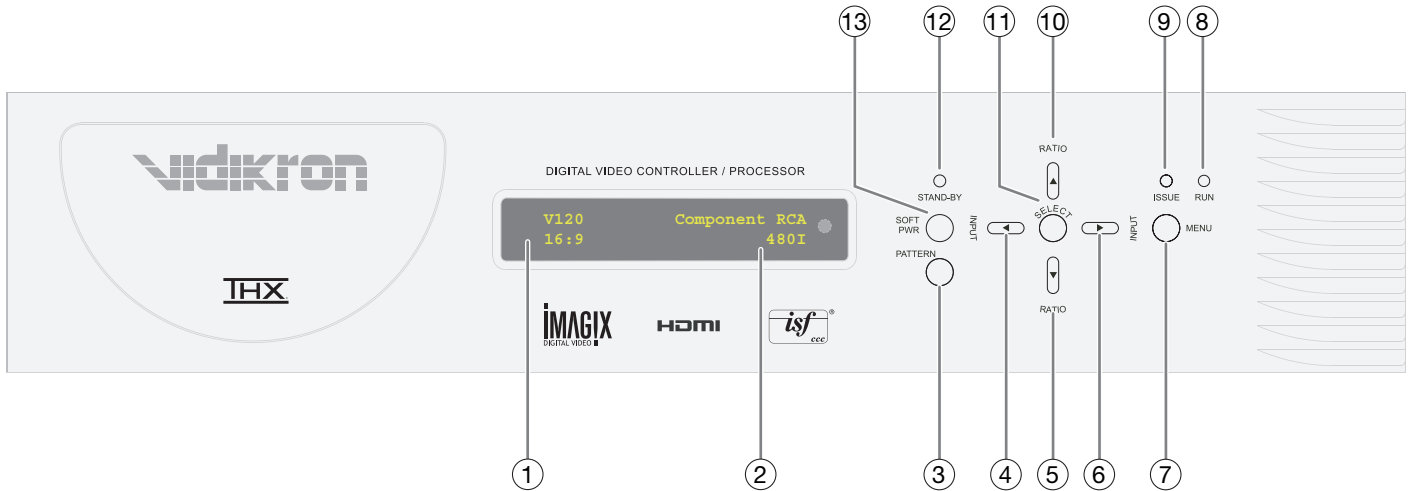 13 12 11 10 9 8
vidikron
THX
DIGITAL VIDEO CONTROLLER / PROCESSOR
V120 Component RCA
16:9 480I
iMAGIX
DIGITAL VIDEO
HDMI
isf®
ccc
STAND-BY
SOFT
PWR
PATTERN
INPUT
RATIO
SELECT
RATIO
INPUT
ISSUE
RUN
MENU
1 2 3 4 5 6 7